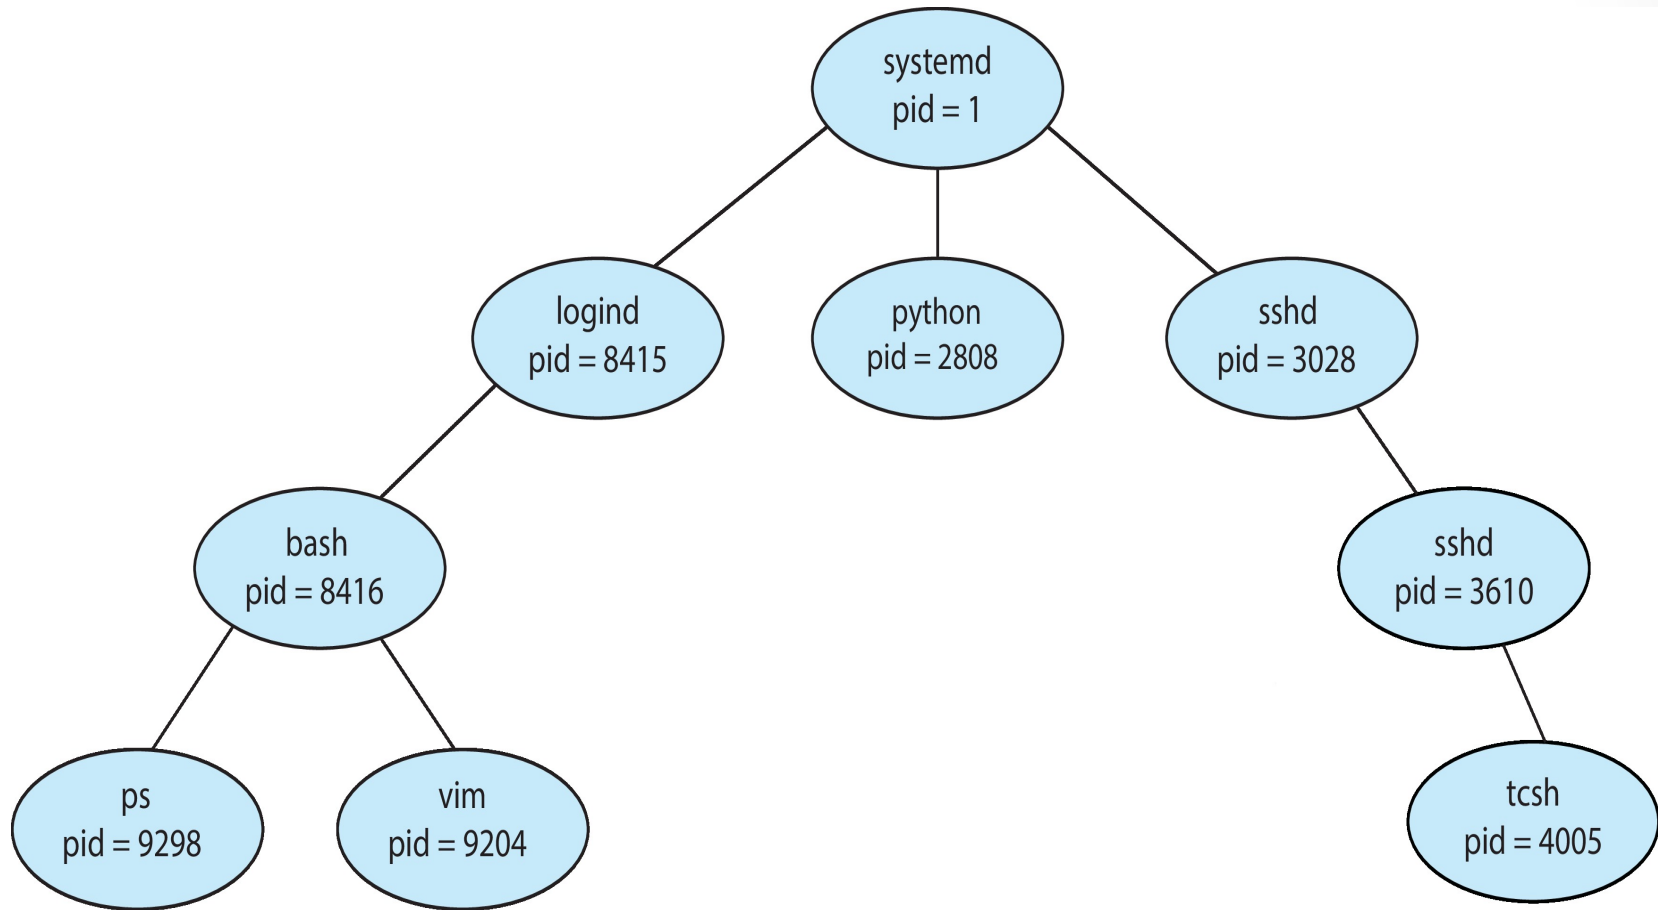 systemd
pid = 1
logind
pid = 8415
python
pid = 2808
sshd
pid = 3028
bash
pid = 8416
sshd
pid = 3610
ps
pid = 9298
vim
pid = 9204
tcsh
pid = 4005